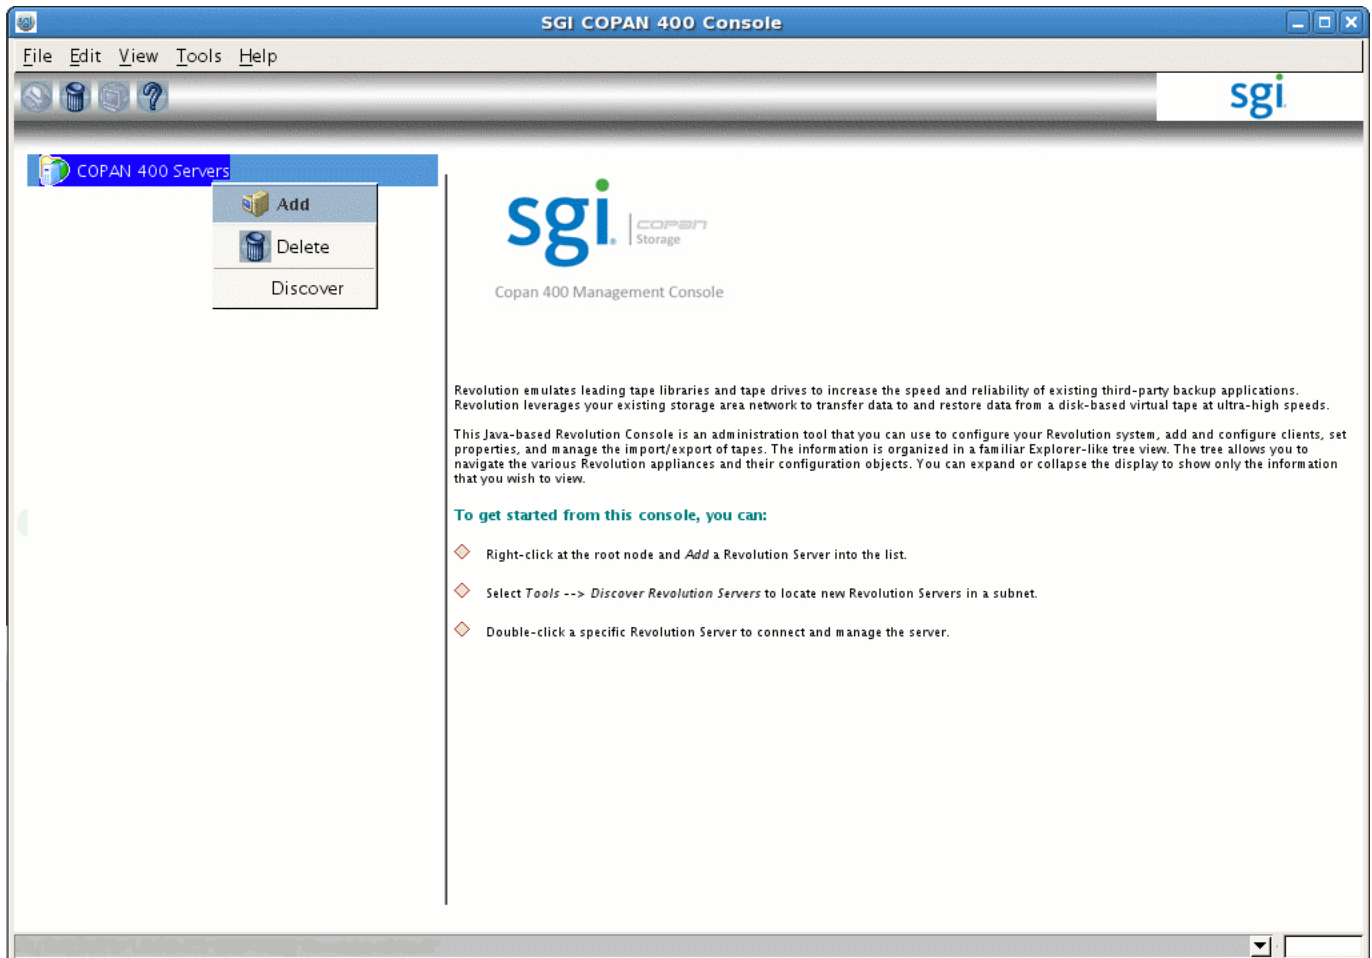 SGI COPAN 400 Console
File Edit View Tools Help
sgi
COPAN 400 Servers
Add
Delete
Discover
sgi. copan
Storage
Copan 400 Management Console
Revolution emulates leading tape libraries and tape drives to increase the speed and reliability of existing third-party backup applications.
Revolution leverages your existing storage area network to transfer data to and restore data from a disk-based virtual tape at ultra-high speeds.
This Java-based Revolution Console is an administration tool that you can use to configure your Revolution system, add and configure clients, set
properties, and manage the import/export of tapes. The information is organized in a familiar Explorer-like tree view. The tree allows you to
navigate the various Revolution appliances and their configuration objects. You can expand or collapse the display to show only the information
that you wish to view.
To get started from this console, you can:
Right-click at the root node and Add a Revolution Server into the list.
Select Tools --> Discover Revolution Servers to locate new Revolution Servers in a subnet.
Double-click a specific Revolution Server to connect and manage the server.